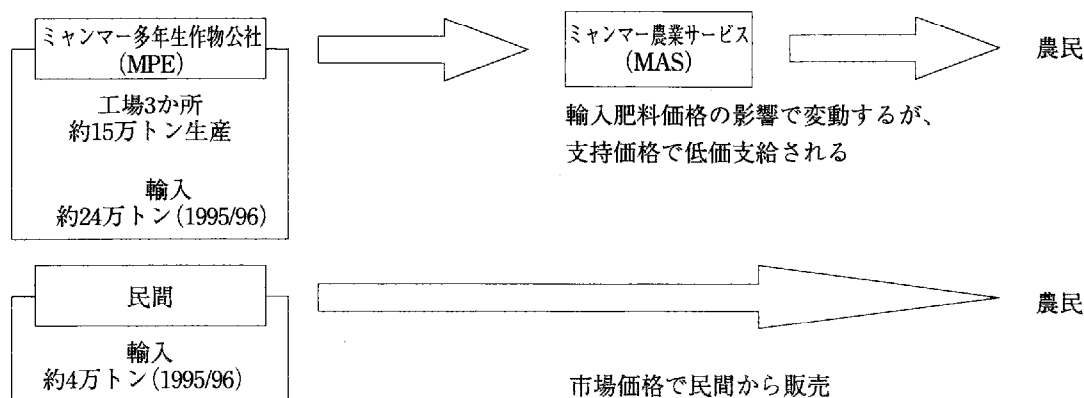 ミャンマー多年生作物公社
(MPE)
工場3か所
約15万トン生産
輸入
約24万トン(1995/96)
ミャンマー農業サービス
(MAS)
輸入肥料価格の影響で変動するが、
支持価格で低価支給される
農民
民間
輸入
約4万トン(1995/96)
市場価格で民間から販売
農民